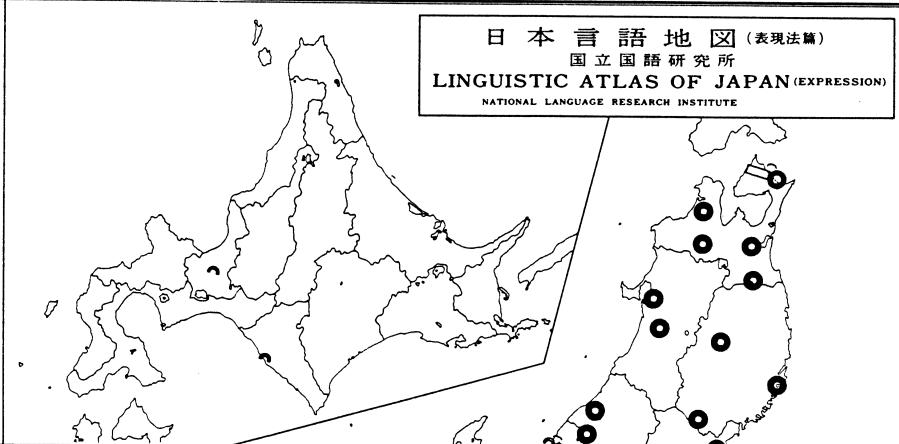 日本言語地図(表現法篇)
国立国語研究所
LINGUISTIC ATLAS OF JAPAN(EXPRESSION)
NATIONAL LANGUAGE RESEARCH INSTITUTE